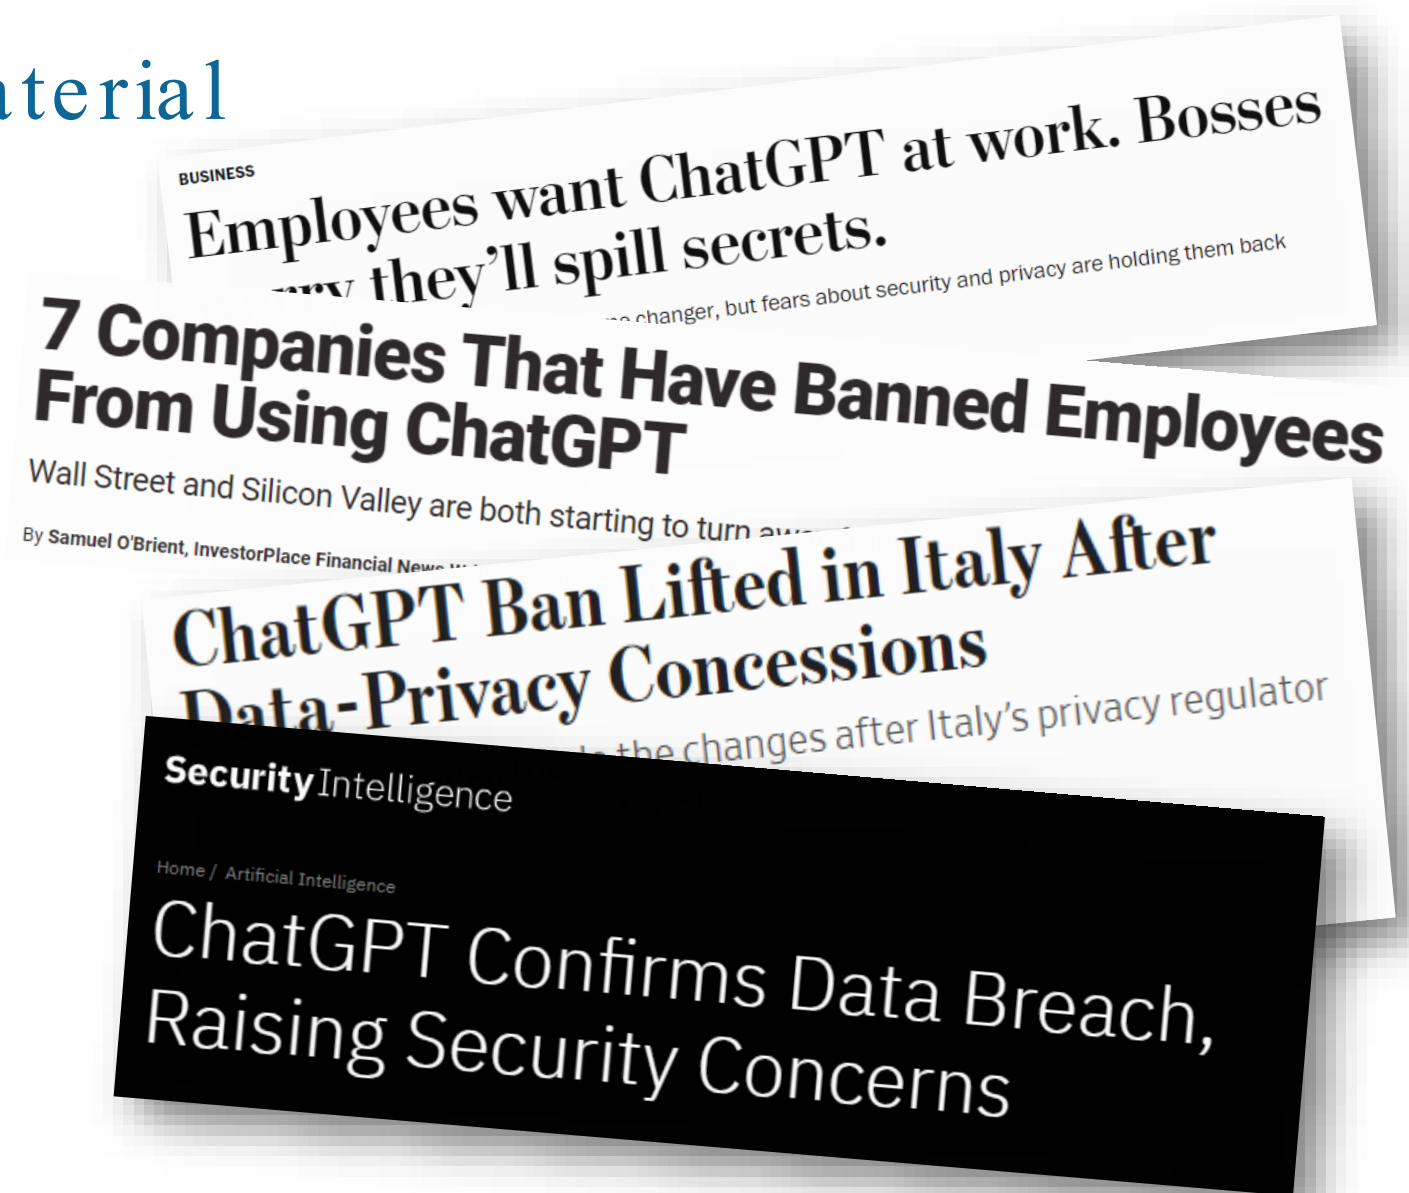 aterial
BUSINESS
Employees want ChatGPT at work. Bosses
they’ll spill secrets.
changer, but fears about security and privacy are holding them back
7 Companies That Have Banned Employees
From Using ChatGPT
Wall Street and Silicon Valley are both starting to turn
By Samuel O'Brient, InvestorPlace Financial News
ChatGPT Ban Lifted in Italy After
Data-Privacy Concessions
the changes after Italy’s privacy regulator
SecurityIntelligence
Home / Artificial Intelligence
ChatGPT Confirms Data Breach,
Raising Security Concerns